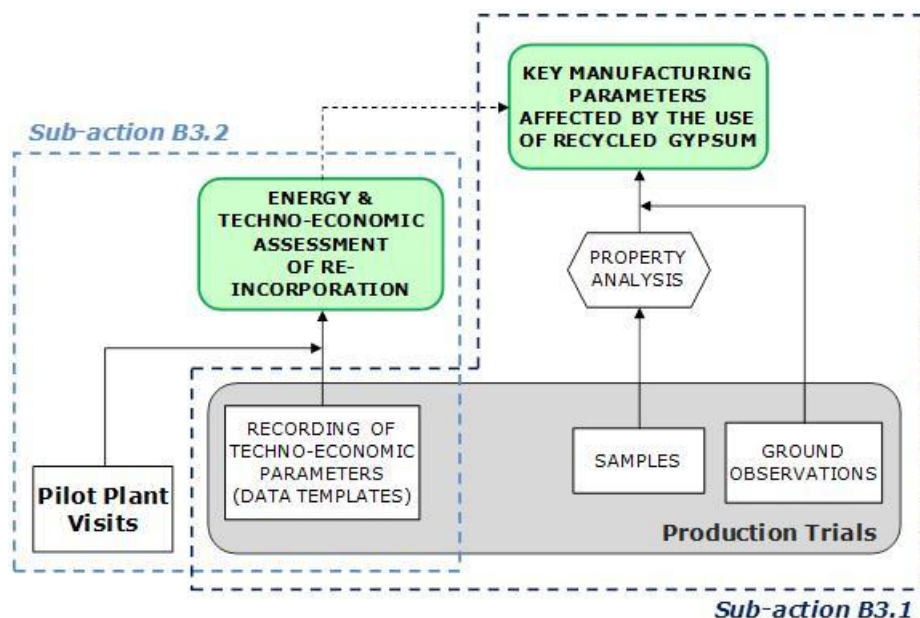 KEY MANUFACTURING
PARAMETERS
AFFECTED BY THE USE
OF RECYCLED GYPSUM
Sub-action B3.2
ENERGY &
TECHNO-ECONOMIC
ASSESSMENT
OF RE-
INCORPORATION
PROPERTY
ANALYSIS
RECORDING OF
TECHNO-ECONOMIC
PARAMETERS
(DATA TEMPLATES)
SAMPLES
GROUND
OBSERVATIONS
Pilot Plant
Visits
Production Trials
Sub-action B3.1